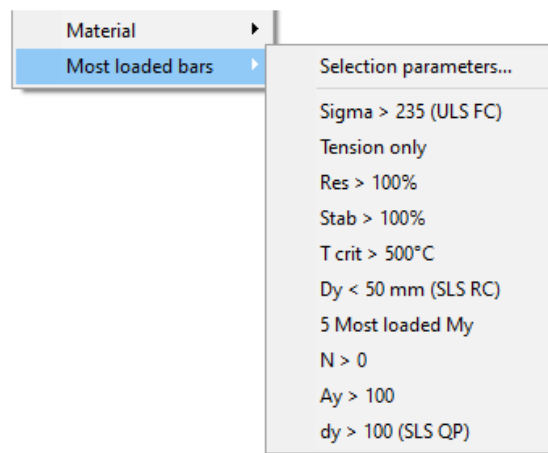 Material
Most loaded bars
Selection parameters...
Sigma > 235 (ULS FC)
Tension only
Res > 100%
Stab > 100%
T crit > 500°C
Dy < 50 mm (SLS RC)
5 Most loaded My
N > 0
Ay > 100
dy > 100 (SLS QP)